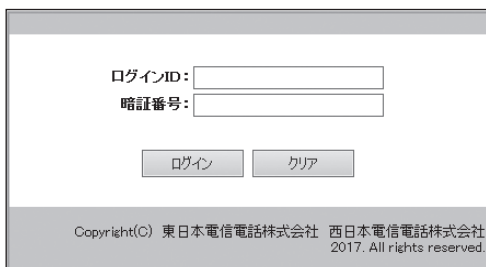 ログインID:
暗証番号:
ログイン クリア
Copyright(C) 東日本電信電話株式会社 西日本電信電話株式会社
2017. All rights reserved.